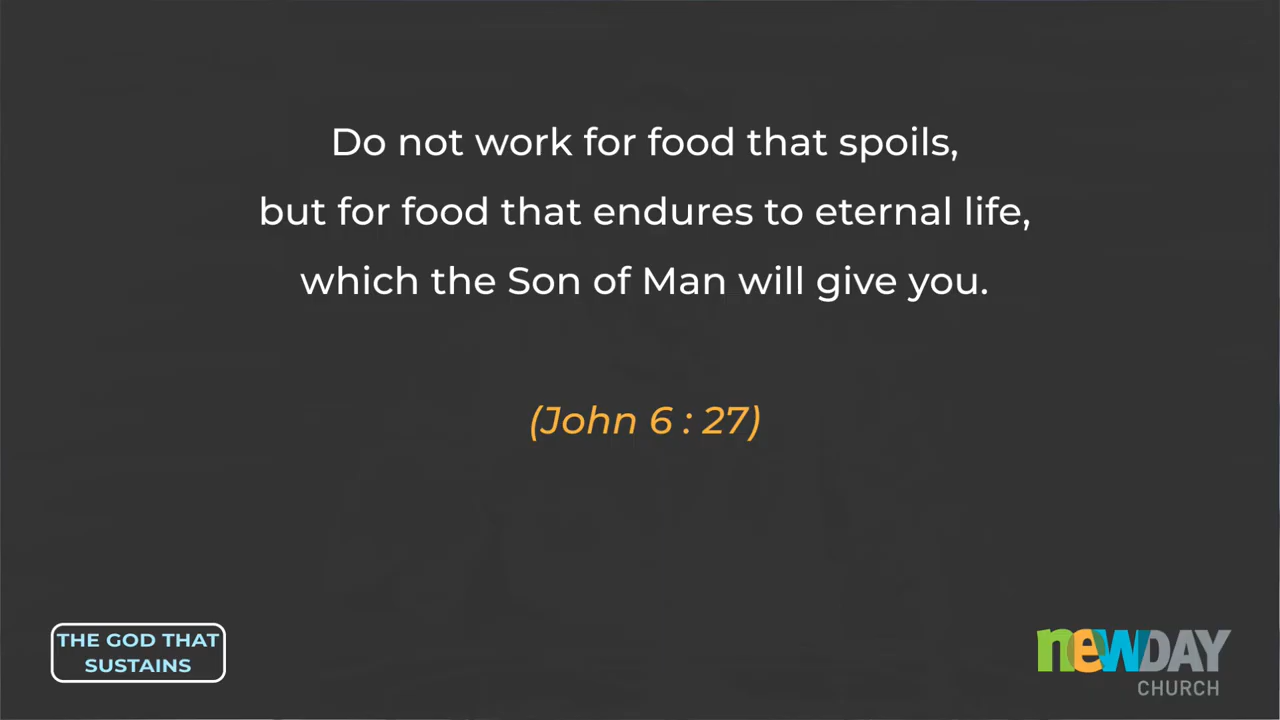 Do not work for food that spoils,
but for food that endures to eternal life,
which the Son of Man will give you.
(John 6 : 27)
THE GOD THAT
SUSTAINS
newDAY
CHURCH